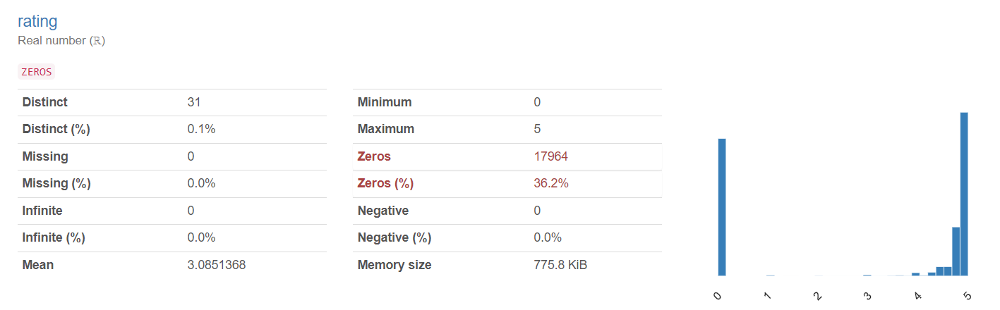 rating
Real number (ℝ)
ZEROS
Distinct 31
Distinct (%) 0.1%
Missing 0
Missing (%) 0.0%
Infinite 0
Infinite (%) 0.0%
Mean 3.0851368
Minimum 0
Maximum 5
Zeros 17964
Zeros (%) 36.2%
Negative 0
Negative (%) 0.0%
Memory size 775.8 KiB
0 1 2 3 4 5